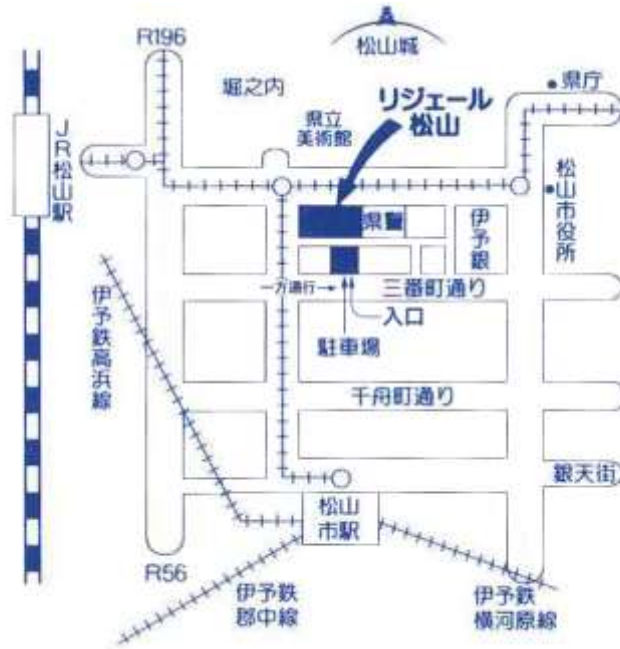 R196
松山城
堀之内
県庁
リジェール
松山
県立
美術館
JR松山駅
松山市役所
県警
伊予銀
一方通行→
三番町通り
入口
駐車場
伊予鉄高浜線
千舟町通り
銀天街
松山
市駅
R56
伊予鉄
郡中線
伊予鉄
横河原線